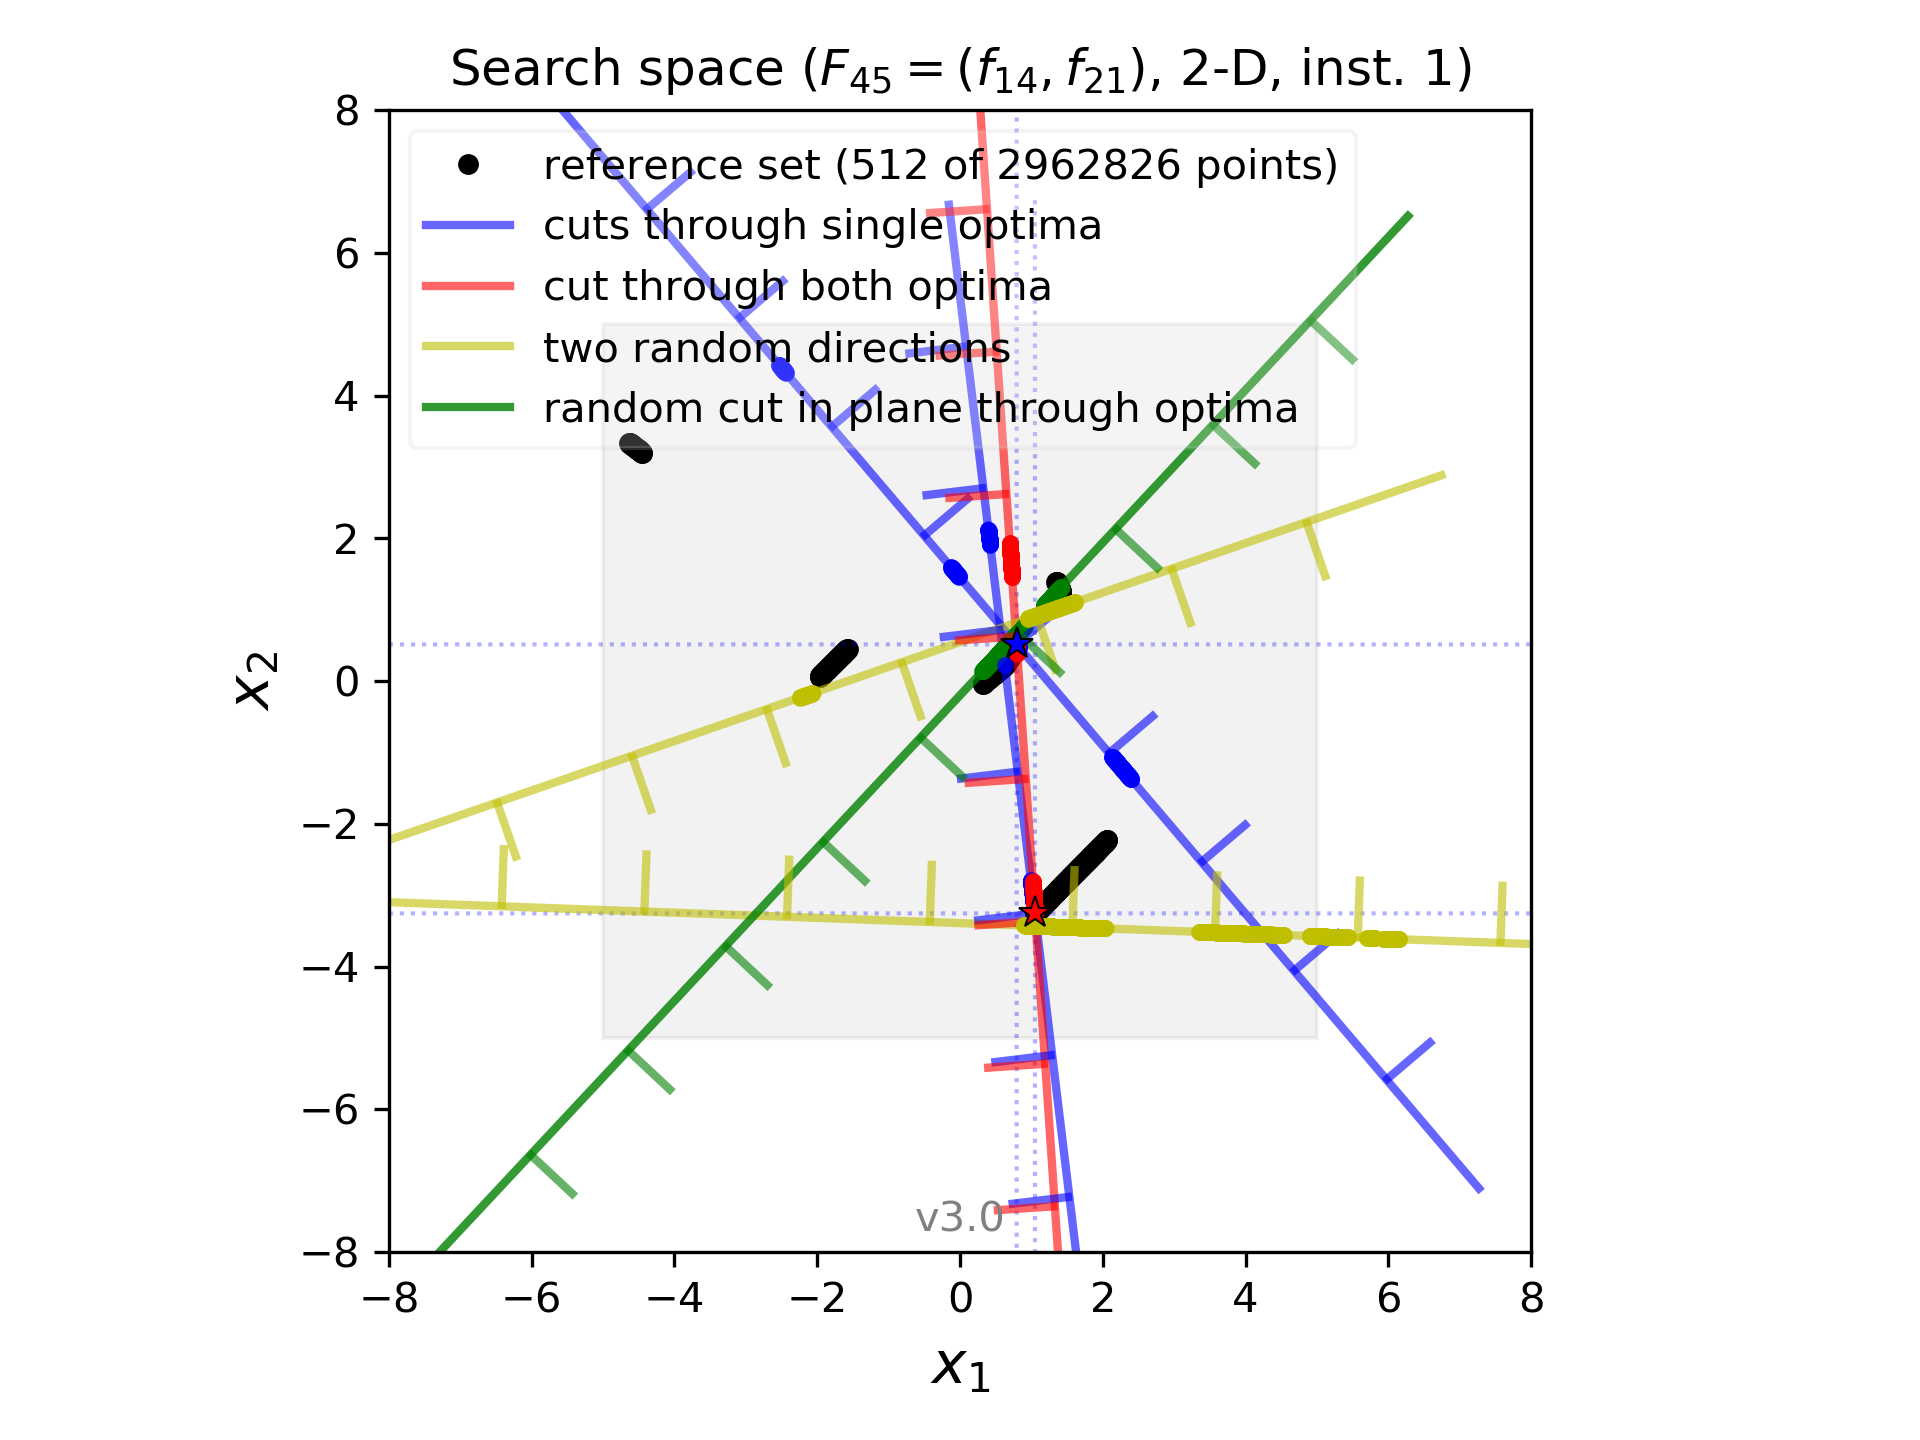 Search space (F₄₅ = (f₁₄, f₂₁), 2-D, inst. 1)
reference set (512 of 2962826 points)
cuts through single optima
cut through both optima
two random directions
random cut in plane through optima
8
6
4
2
0
−2
−4
−6
−8
x₂
v3.0
−8 −6 −4 −2 0 2 4 6 8
x₁